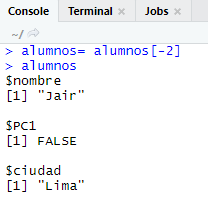 Console Terminal × Jobs ×
~/
> alumnos= alumnos[-2]
> alumnos
$nombre
[1] "Jair"
$PC1
[1] FALSE
$ciudad
[1] "Lima"